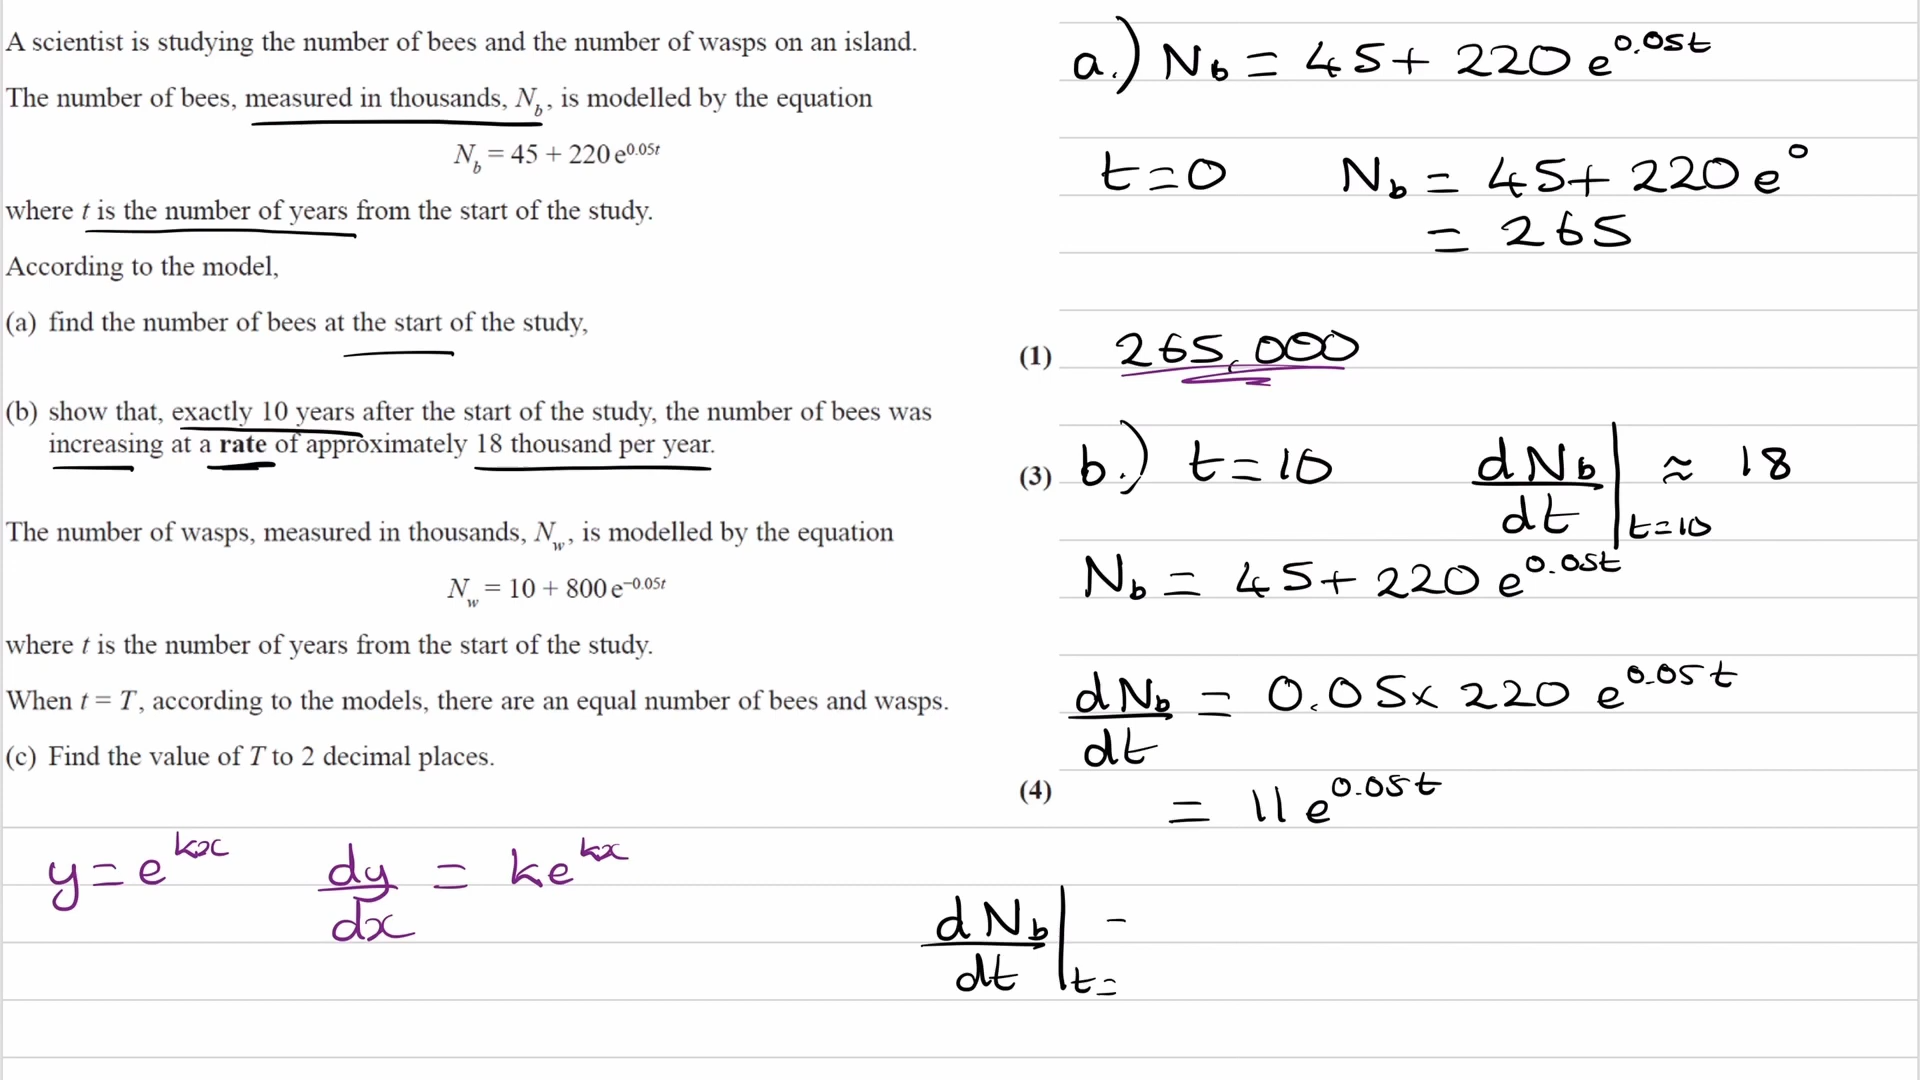 A scientist is studying the number of bees and the number of wasps on an island.
The number of bees, measured in thousands, N_b, is modelled by the equation
N_b = 45 + 220 e^{0.05t}
where t is the number of years from the start of the study.
According to the model,
(a) find the number of bees at the start of the study,
(1)
(b) show that, exactly 10 years after the start of the study, the number of bees was
increasing at a rate of approximately 18 thousand per year.
(3)
The number of wasps, measured in thousands, N_w, is modelled by the equation
N_w = 10 + 800 e^{–0.05t}
where t is the number of years from the start of the study.
When t = T, according to the models, there are an equal number of bees and wasps.
(c) Find the value of T to 2 decimal places.
(4)
y = e^{kx} dy/dx = ke^{kx}
a.) N_b = 45 + 220 e^{0.05t}
t = 0 N_b = 45 + 220 e^0
= 265
265,000
b.) t = 10 dN_b/dt |_{t=10} ≈ 18
N_b = 45 + 220 e^{0.05t}
dN_b/dt = 0.05 × 220 e^{0.05t}
= 11 e^{0.05t}
dN_b/dt |_{t=} -